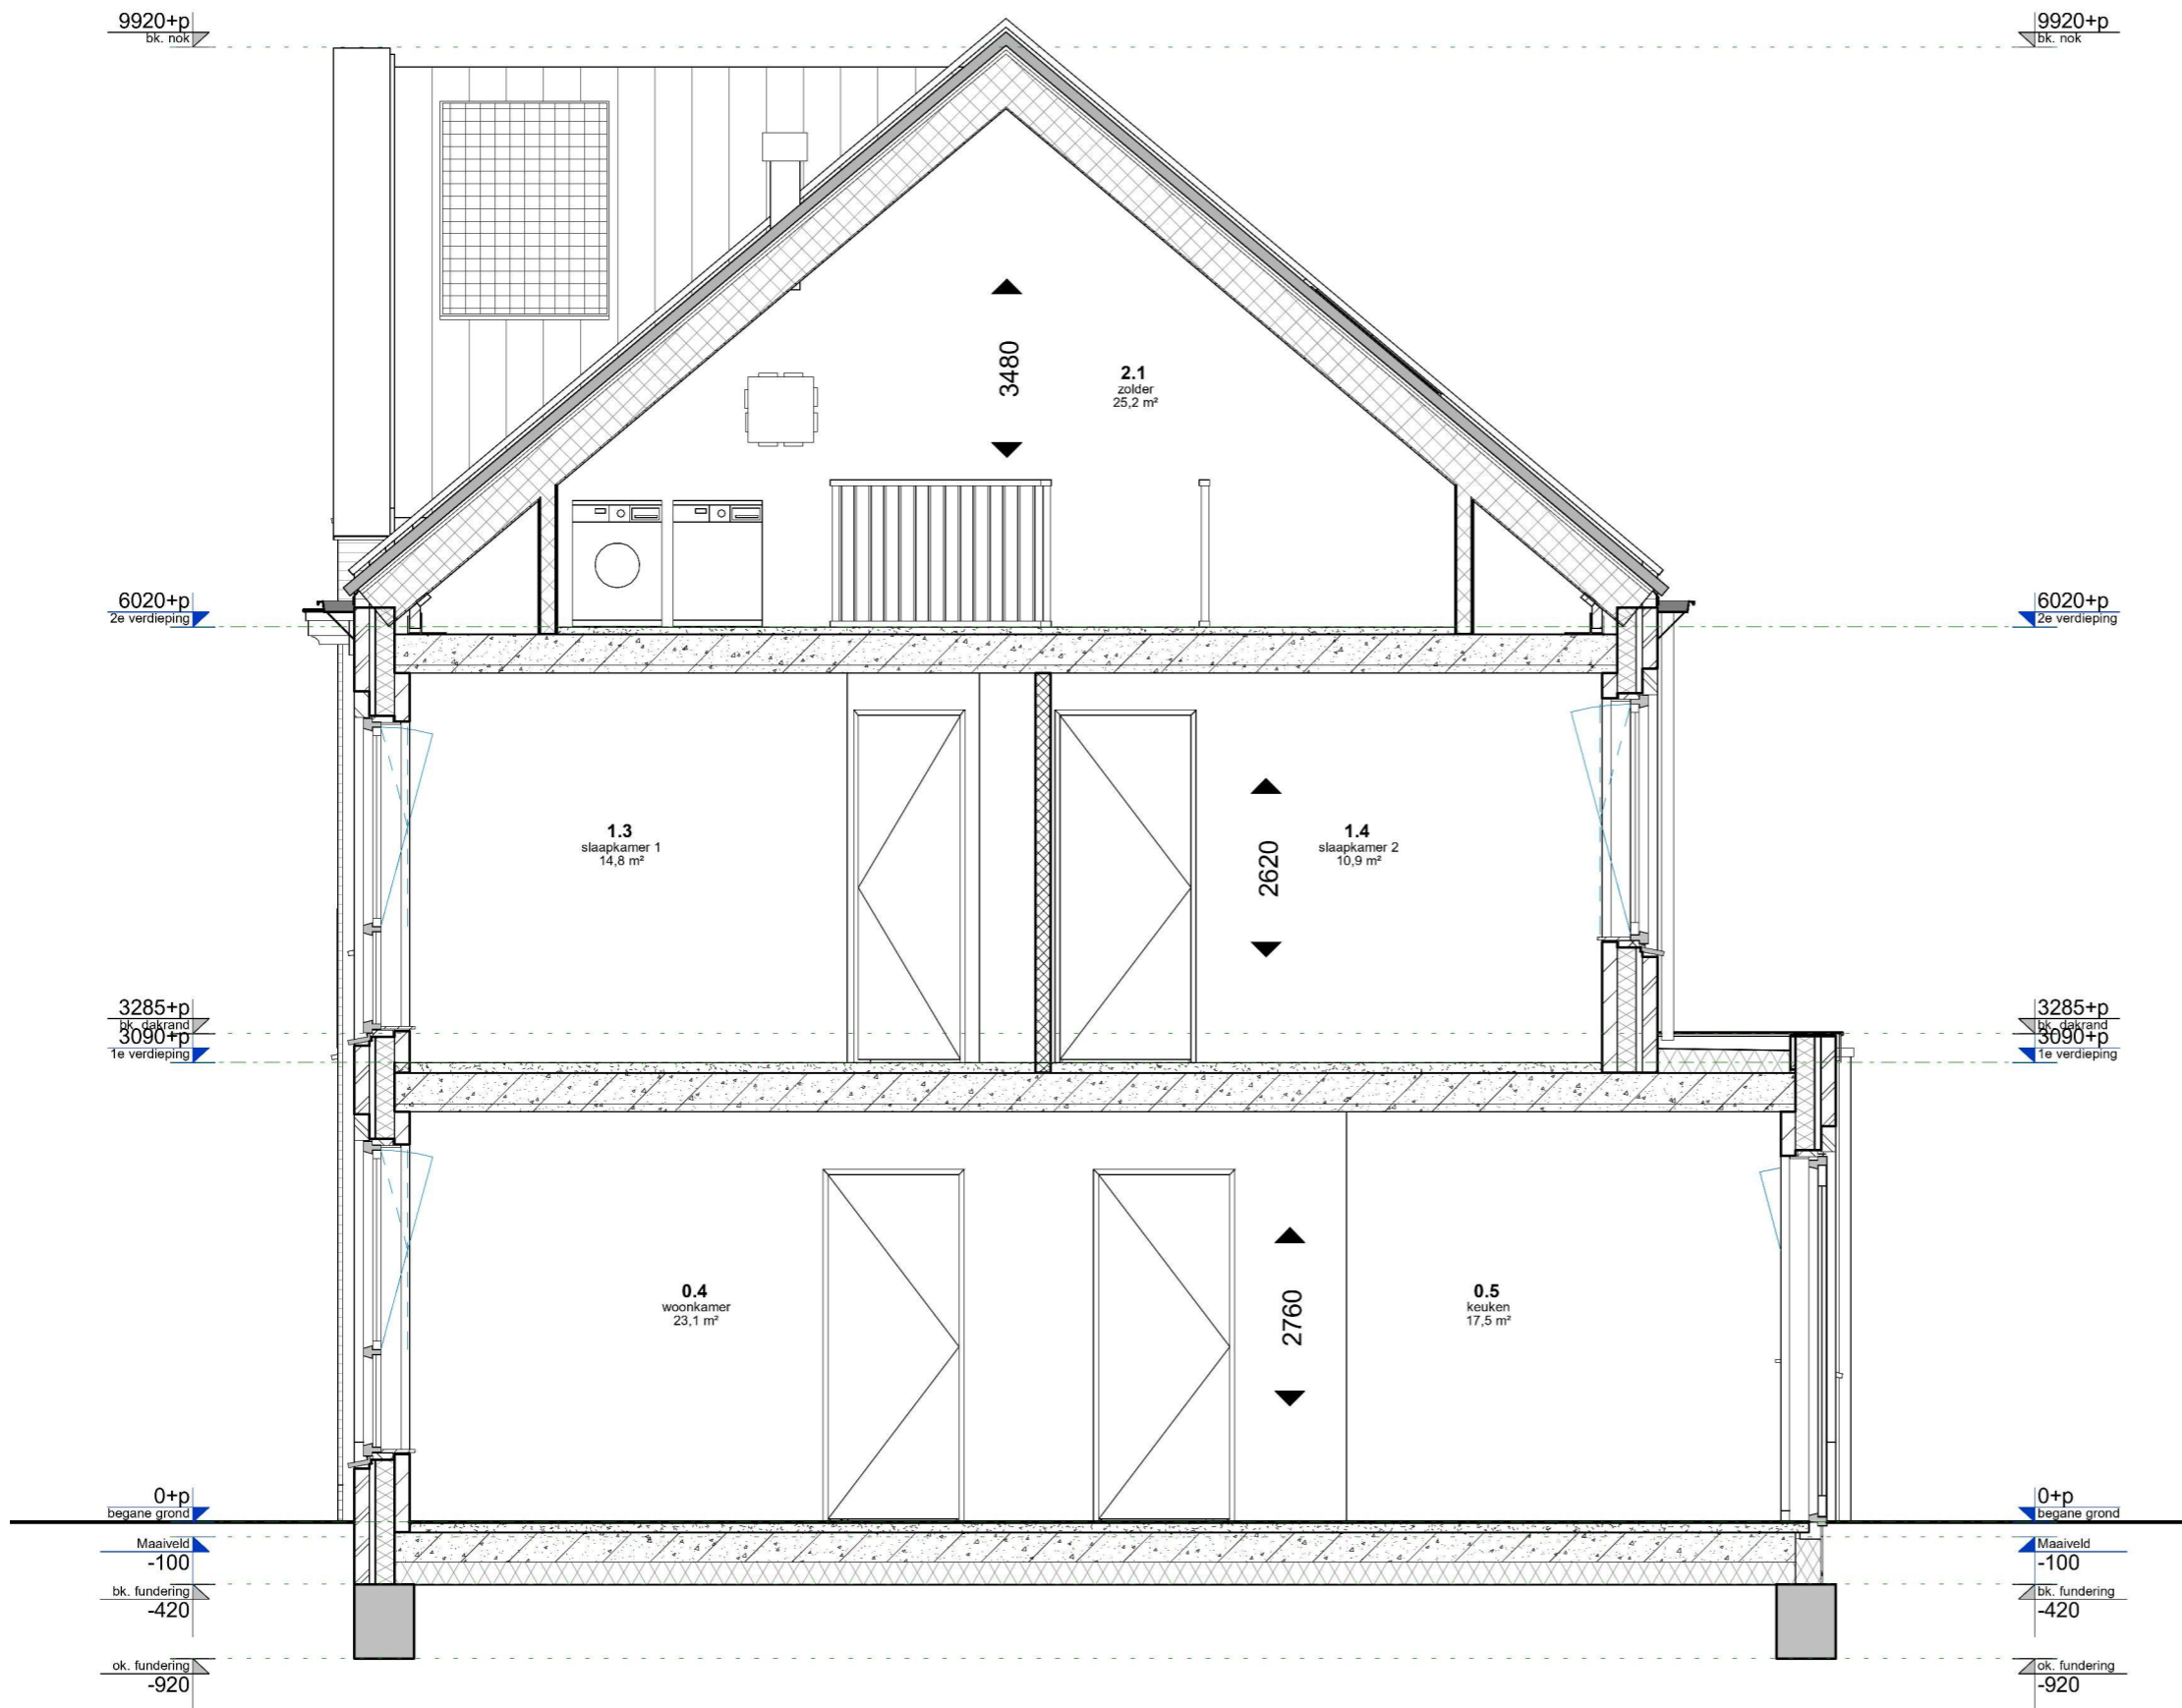 9920+p
bk. nok
9920+p
bk. nok
3480
2.1
zolder
25,2 m²
6020+p
2e verdieping
6020+p
2e verdieping
1.3
slaapkamer 1
14,8 m²
2620
1.4
slaapkamer 2
10,9 m²
3285+p
bk. dakrand
3090+p
1e verdieping
3285+p
bk. dakrand
3090+p
1e verdieping
0.4
woonkamer
23,1 m²
2760
0.5
keuken
17,5 m²
0+p
begane grond
Maaiveld
-100
bk. fundering
-420
ok. fundering
-920
0+p
begane grond
Maaiveld
-100
bk. fundering
-420
ok. fundering
-920